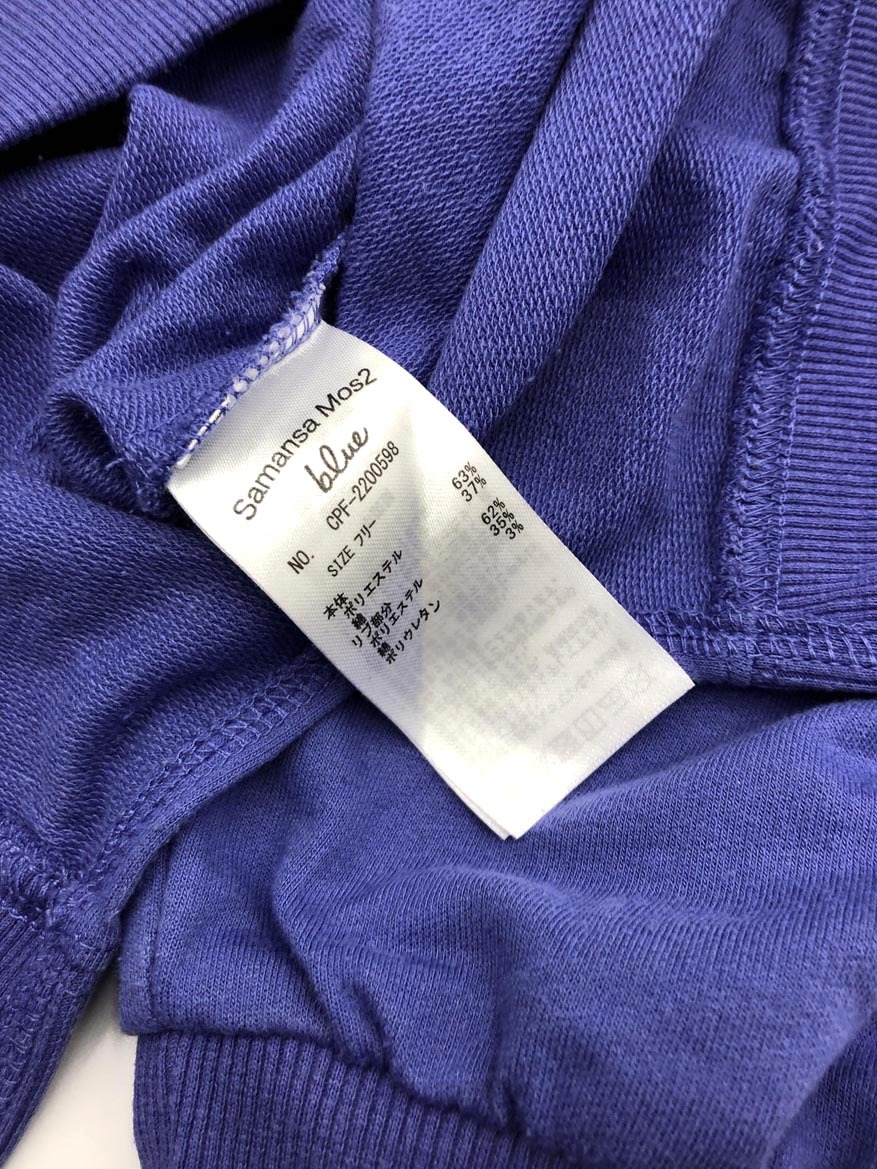 Samansa Mos2
blue
NO. CPF-2200598
SIZE フリー
本体
ポリエステル 63%
綿 37%
リブ部分
ポリエステル 62%
綿 35%
ポリウレタン 3%